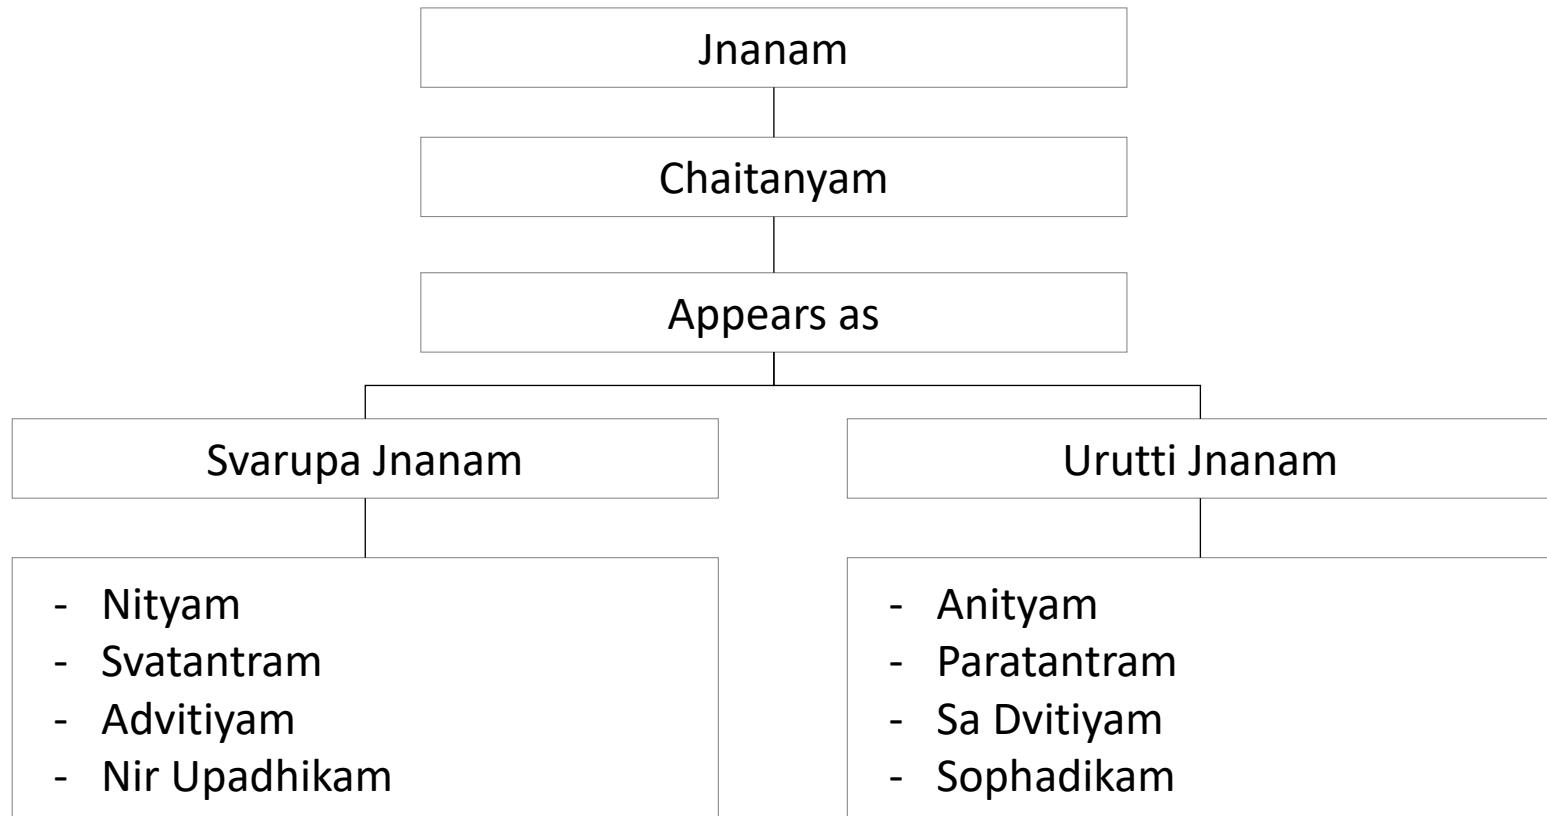 Jnanam
Chaitanyam
Appears as
Svarupa Jnanam
Urutti Jnanam
- Nityam
- Svatantram
- Advitiyam
- Nir Upadhikam
- Anityam
- Paratantram
- Sa Dvitiyam
- Sophadikam